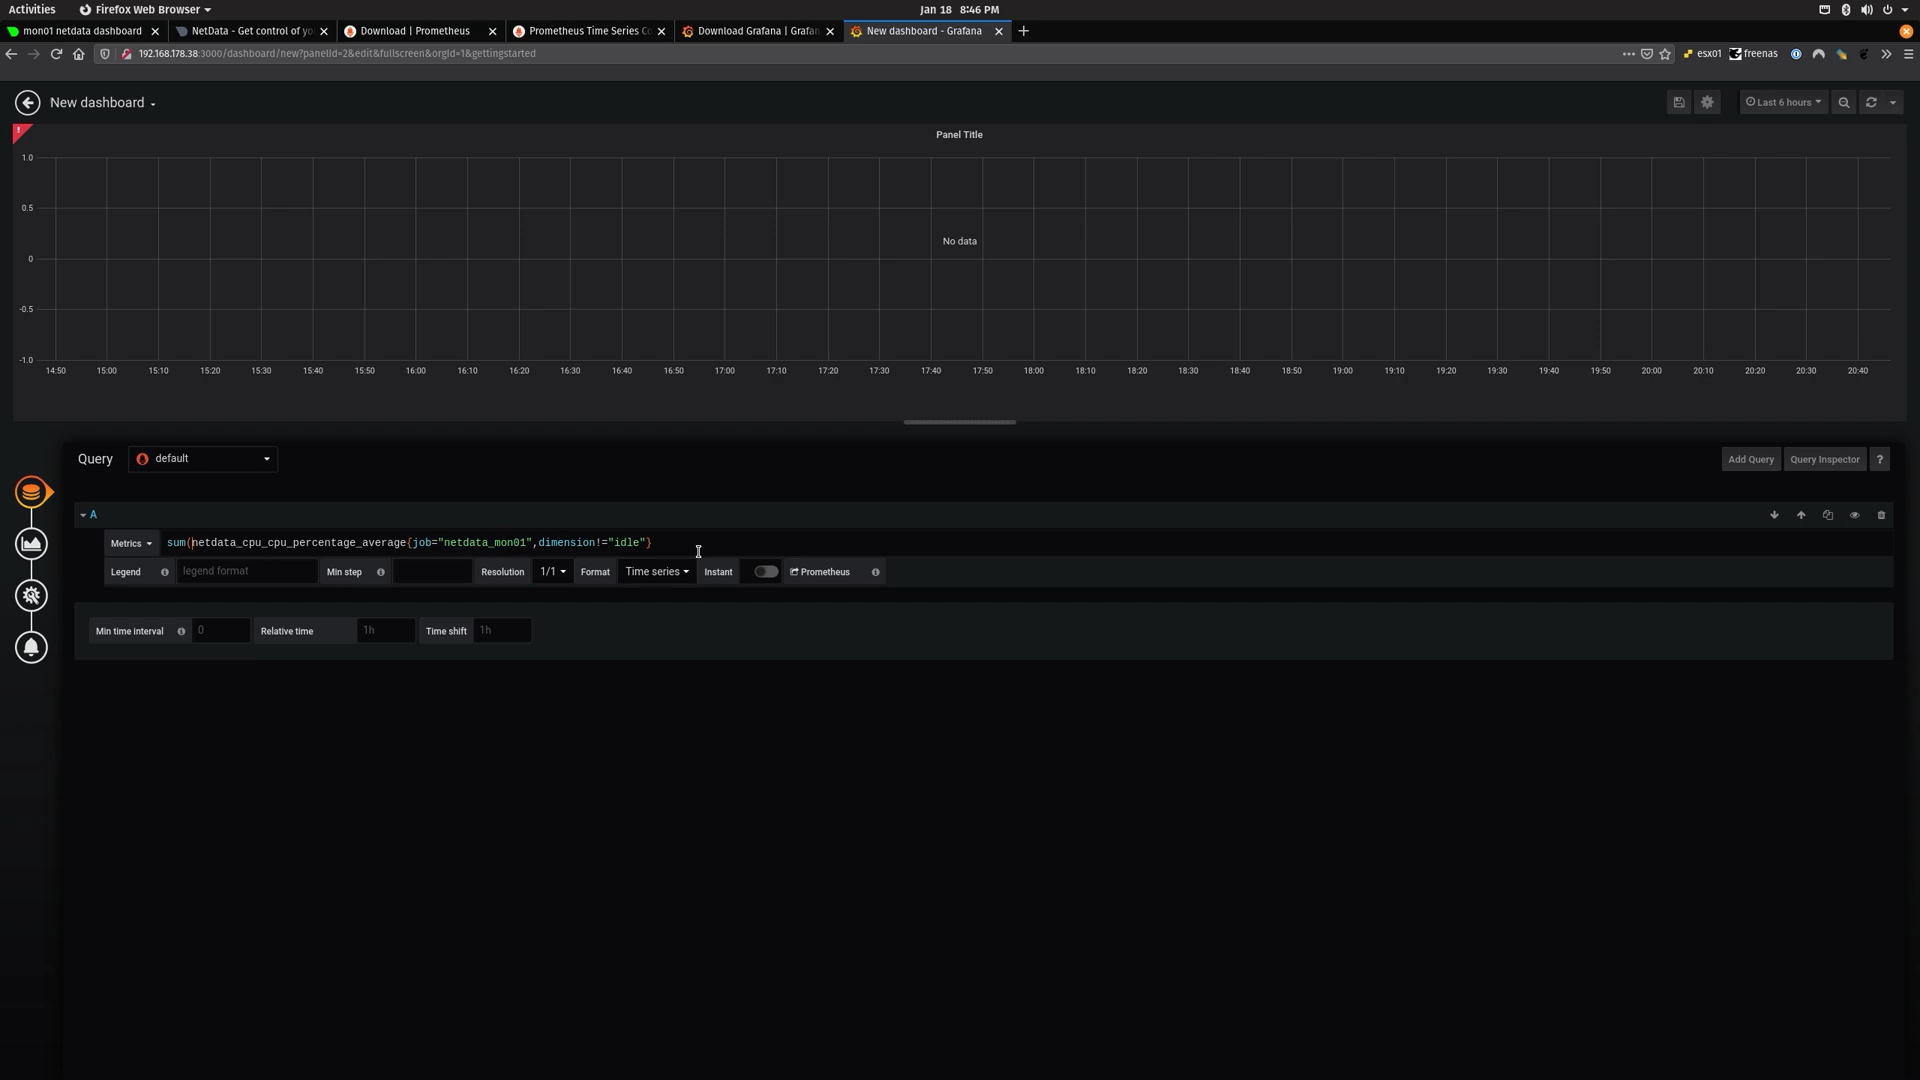 Activities Firefox Web Browser Jan 18 8:46 PM
mon01 netdata dashboard NetData - Get control of yo Download | Prometheus Prometheus Time Series Co Download Grafana | Grafan New dashboard - Grafana
192.168.178.38:3000/dashboard/new?panelId=2&edit&fullscreen&orgId=1&gettingstarted esx01 freenas
New dashboard Last 6 hours
!
Panel Title
1.0
0.5
No data
0
-0.5
-1.0
14:50 15:00 15:10 15:20 15:30 15:40 15:50 16:00 16:10 16:20 16:30 16:40 16:50 17:00 17:10 17:20 17:30 17:40 17:50 18:00 18:10 18:20 18:30 18:40 18:50 19:00 19:10 19:20 19:30 19:40 19:50 20:00 20:10 20:20 20:30 20:40
Query default Add Query Query Inspector ?
A
Metrics sum(netdata_cpu_cpu_percentage_average{job="netdata_mon01",dimension!="idle"}
Legend legend format Min step Resolution 1/1 Format Time series Instant Prometheus
Min time interval 0 Relative time 1h Time shift 1h